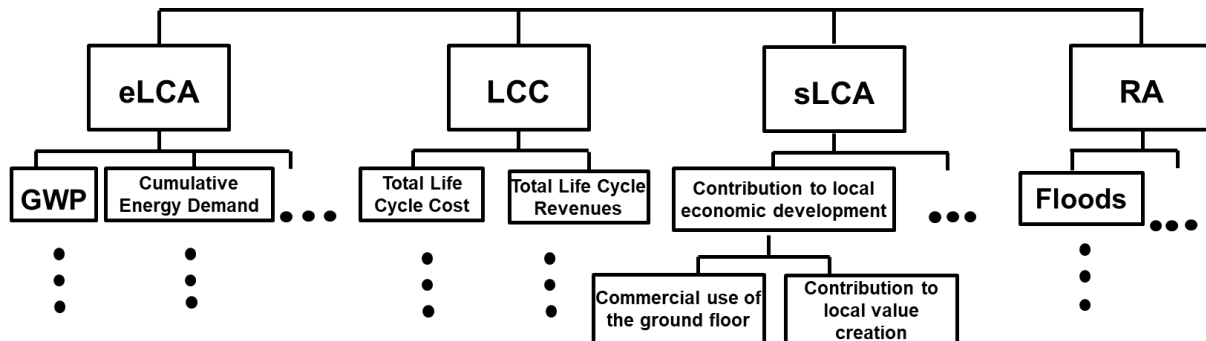 eLCA
LCC
sLCA
RA
GWP
Cumulative
Energy Demand
Total Life
Cycle Cost
Total Life Cycle
Revenues
Contribution to local
economic development
Floods
Commercial use of
the ground floor
Contribution to
local value
creation